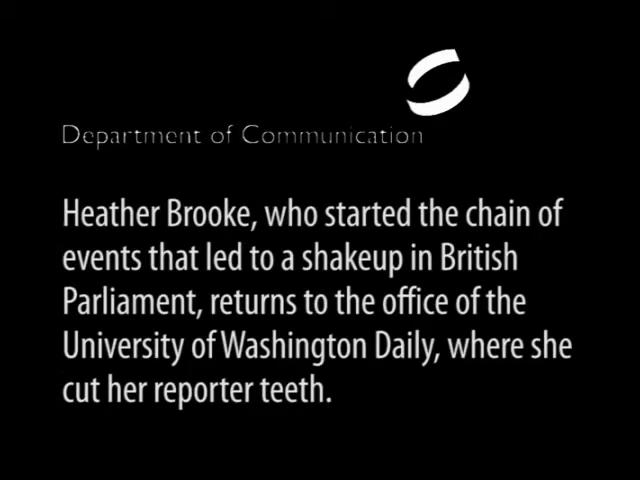 Department of Communication
Heather Brooke, who started the chain of
events that led to a shakeup in British
Parliament, returns to the office of the
University of Washington Daily, where she
cut her reporter teeth.